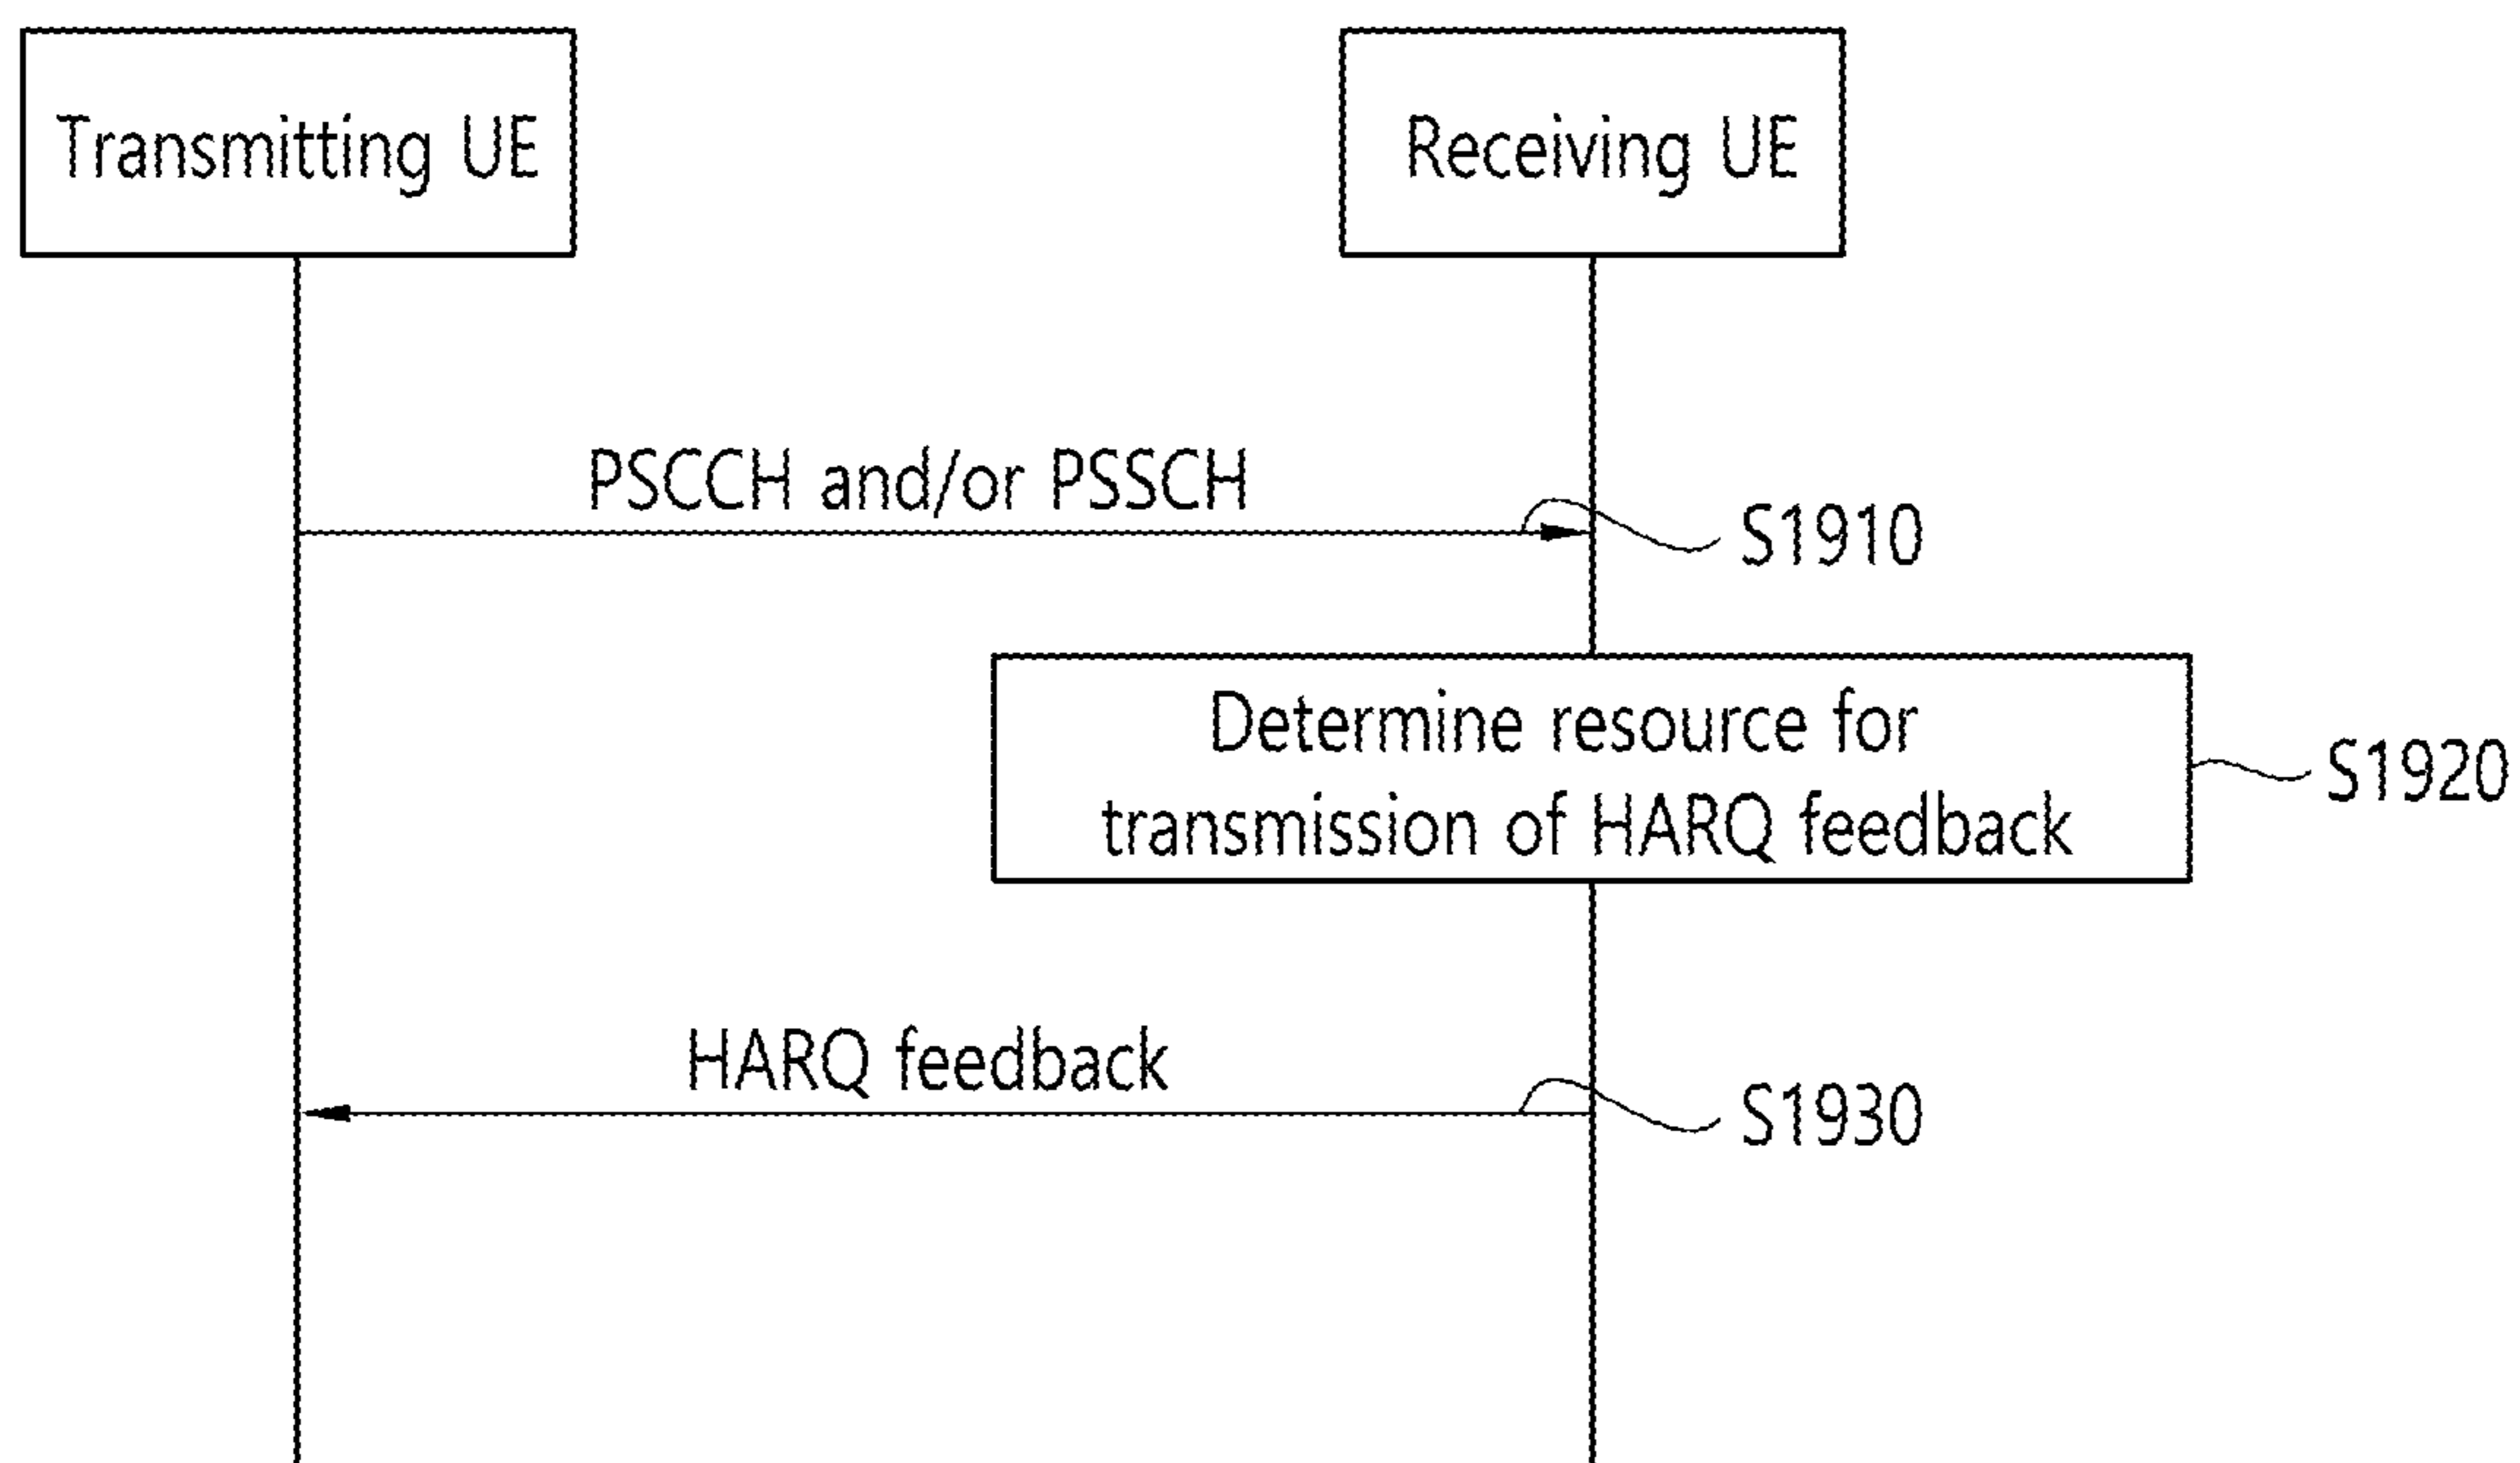 Transmitting UE
Receiving UE
PSCCH and/or PSSCH
S1910
Determine resource for
transmission of HARQ feedback
S1920
HARQ feedback
S1930